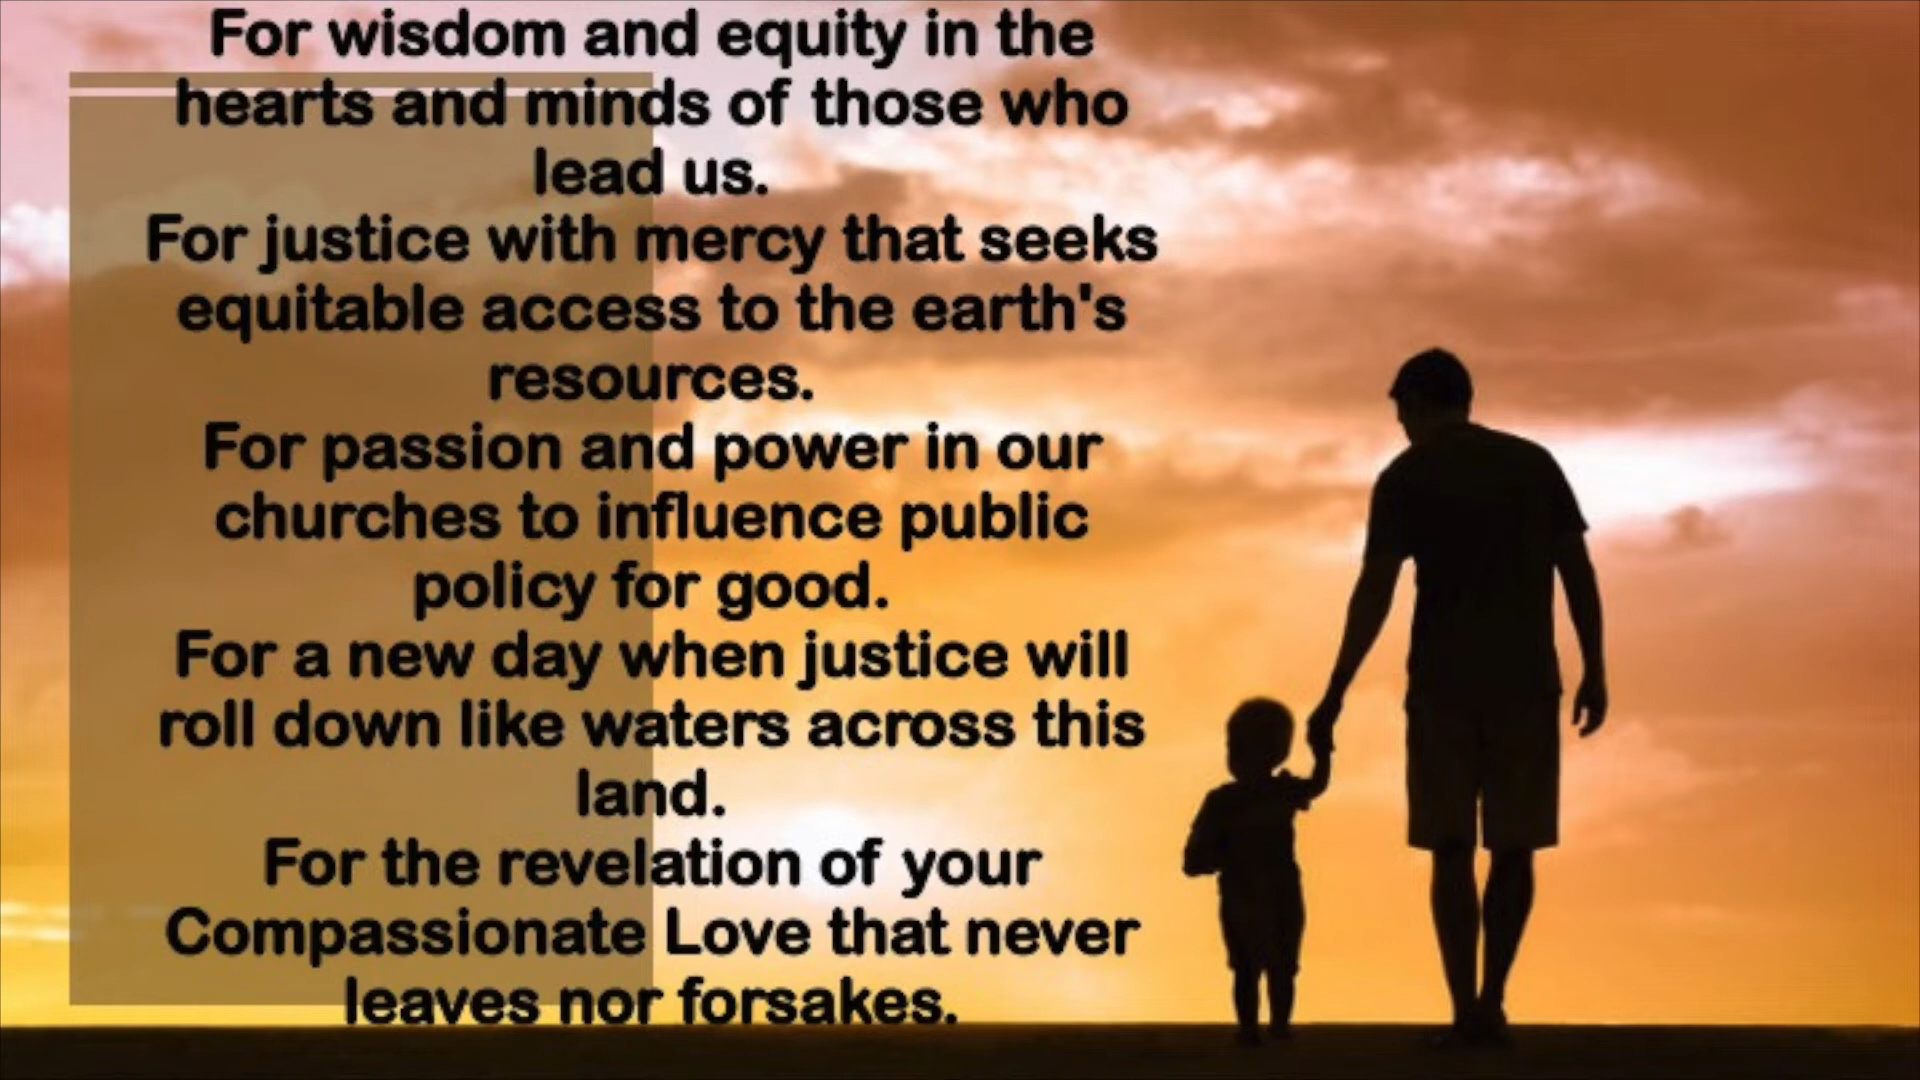 For wisdom and equity in the
hearts and minds of those who
lead us.
For justice with mercy that seeks
equitable access to the earth's
resources.
For passion and power in our
churches to influence public
policy for good.
For a new day when justice will
roll down like waters across this
land.
For the revelation of your
Compassionate Love that never
leaves nor forsakes.